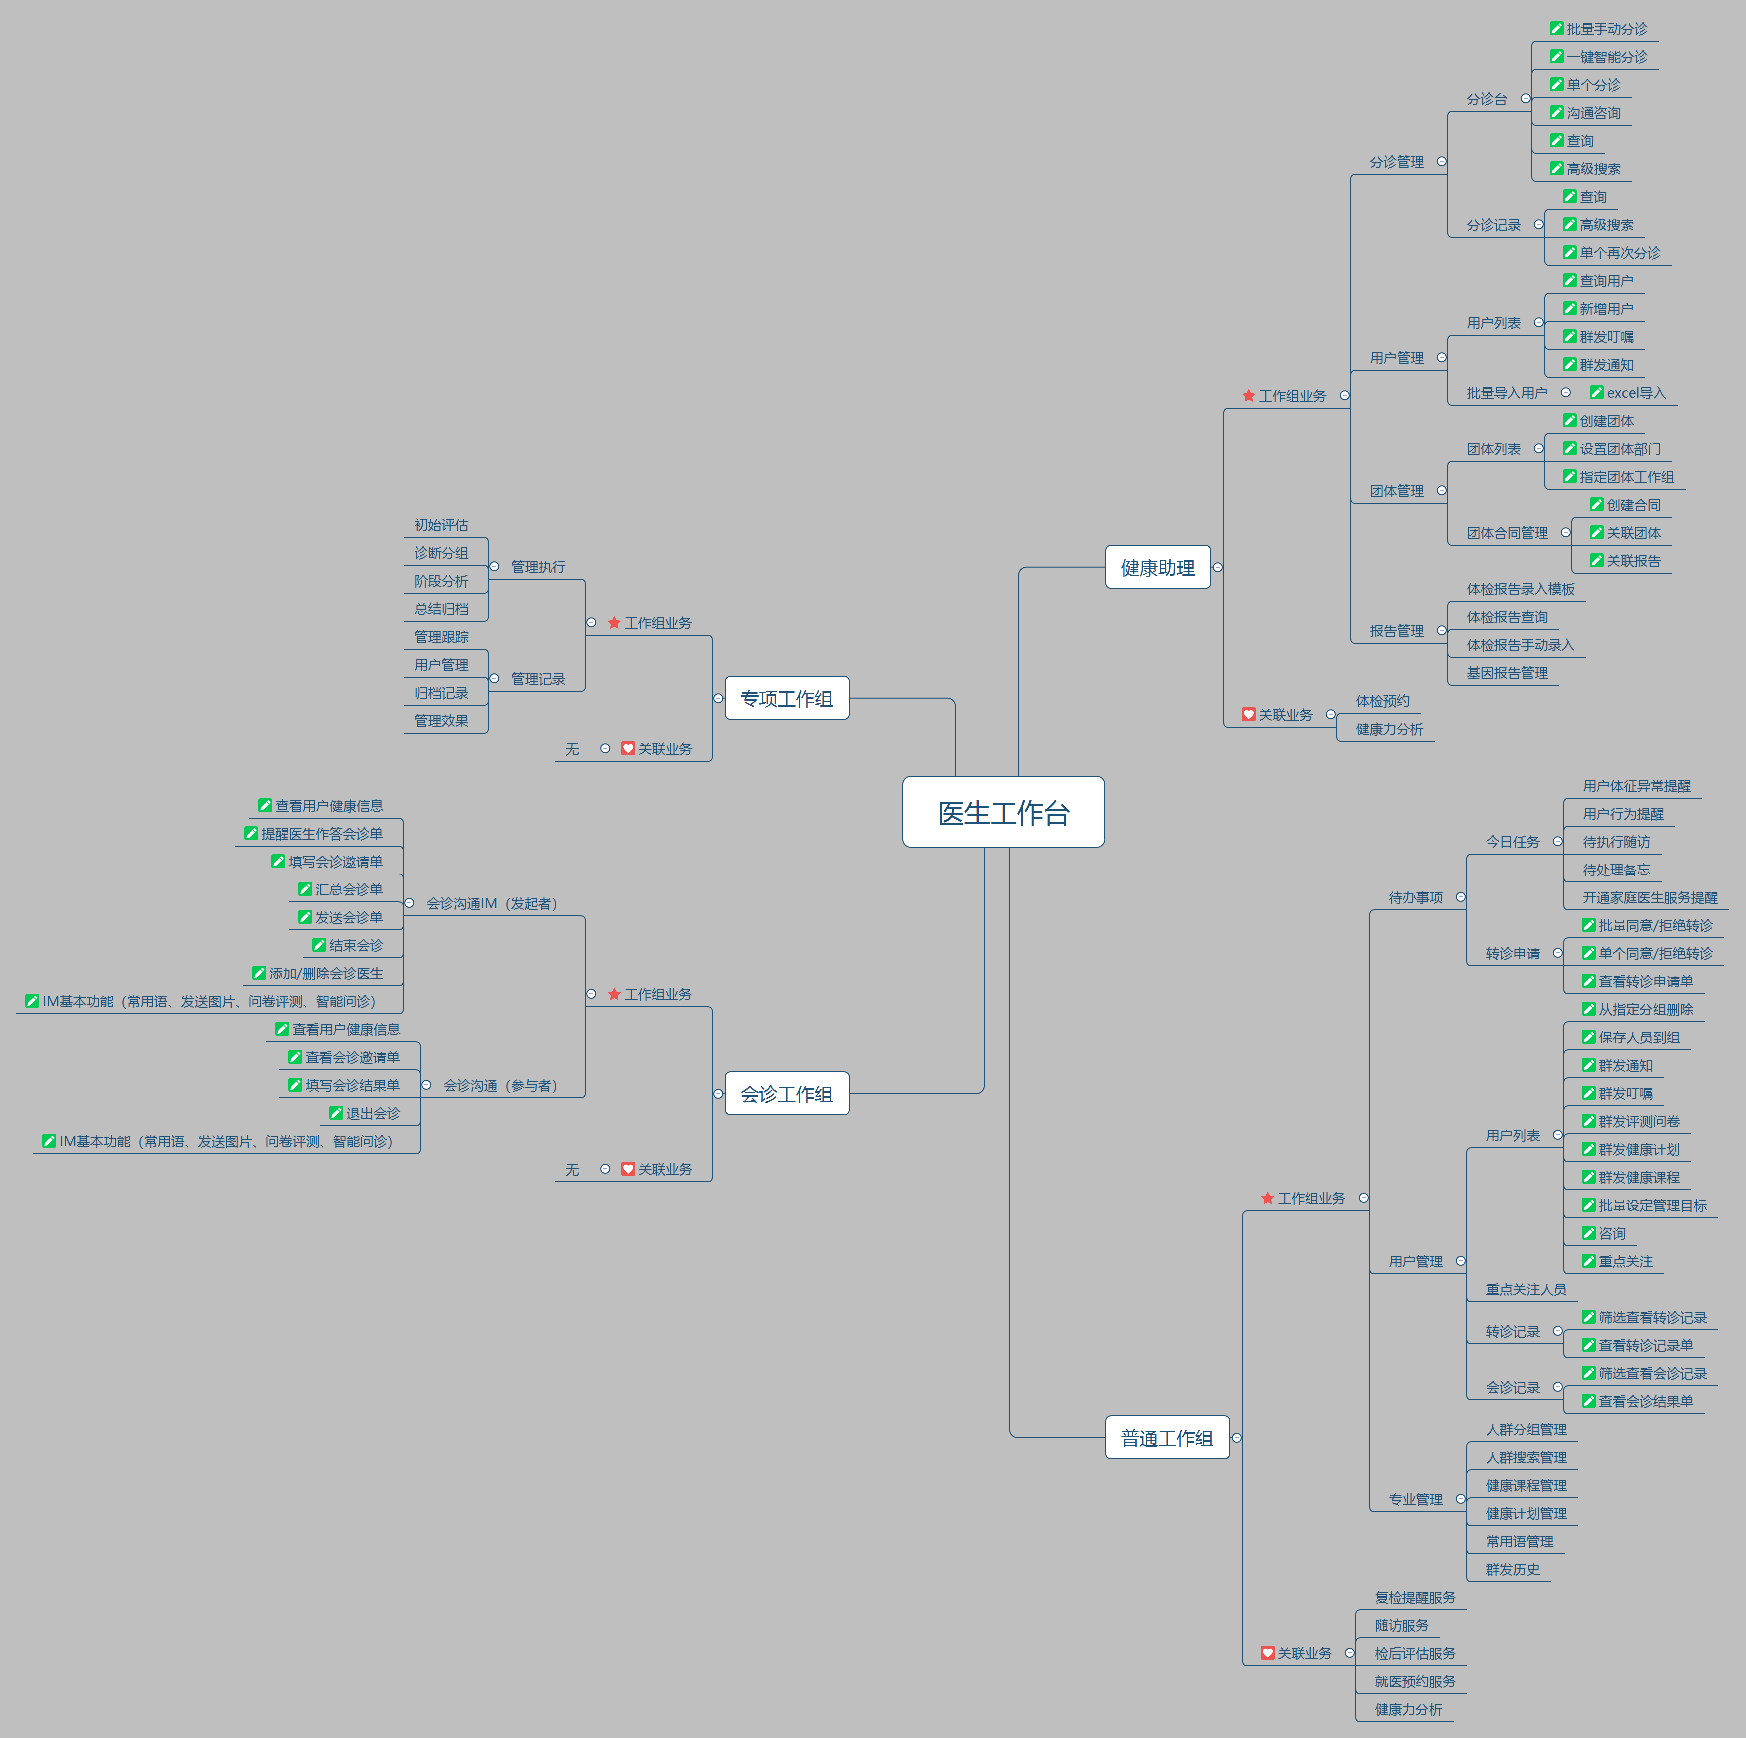 医生工作台
健康助理
工作组业务
分诊管理
分诊台
批量手动分诊
一键智能分诊
单个分诊
沟通咨询
查询
高级搜索
分诊记录
查询
高级搜索
单个再次分诊
用户管理
用户列表
查询用户
新增用户
群发叮嘱
群发通知
批量导入用户
excel导入
团体管理
团体列表
创建团体
设置团体部门
指定团体工作组
团体合同管理
创建合同
关联团体
关联报告
报告管理
体检报告录入模板
体检报告查询
体检报告手动录入
基因报告管理
关联业务
体检预约
健康力分析
普通工作组
工作组业务
待办事项
今日任务
用户体征异常提醒
用户行为提醒
待执行随访
待处理备忘
开通家庭医生服务提醒
转诊申请
批量同意/拒绝转诊
单个同意/拒绝转诊
查看转诊申请单
用户管理
用户列表
从指定分组删除
保存人员到组
群发通知
群发叮嘱
群发评测问卷
群发健康计划
群发健康课程
批量设定管理目标
咨询
重点关注
重点关注人员
转诊记录
筛选查看转诊记录
查看转诊记录单
会诊记录
筛选查看会诊记录
查看会诊结果单
专业管理
人群分组管理
人群搜索管理
健康课程管理
健康计划管理
常用语管理
群发历史
关联业务
复检提醒服务
随访服务
检后评估服务
就医预约服务
健康力分析
专项工作组
工作组业务
管理执行
初始评估
诊断分组
阶段分析
总结归档
管理记录
管理跟踪
用户管理
归档记录
管理效果
关联业务
无
会诊工作组
工作组业务
会诊沟通IM（发起者）
查看用户健康信息
提醒医生作答会诊单
填写会诊邀请单
汇总会诊单
发送会诊单
结束会诊
添加/删除会诊医生
IM基本功能（常用语、发送图片、问卷评测、智能问诊）
会诊沟通（参与者）
查看用户健康信息
查看会诊邀请单
填写会诊结果单
退出会诊
IM基本功能（常用语、发送图片、问卷评测、智能问诊）
关联业务
无